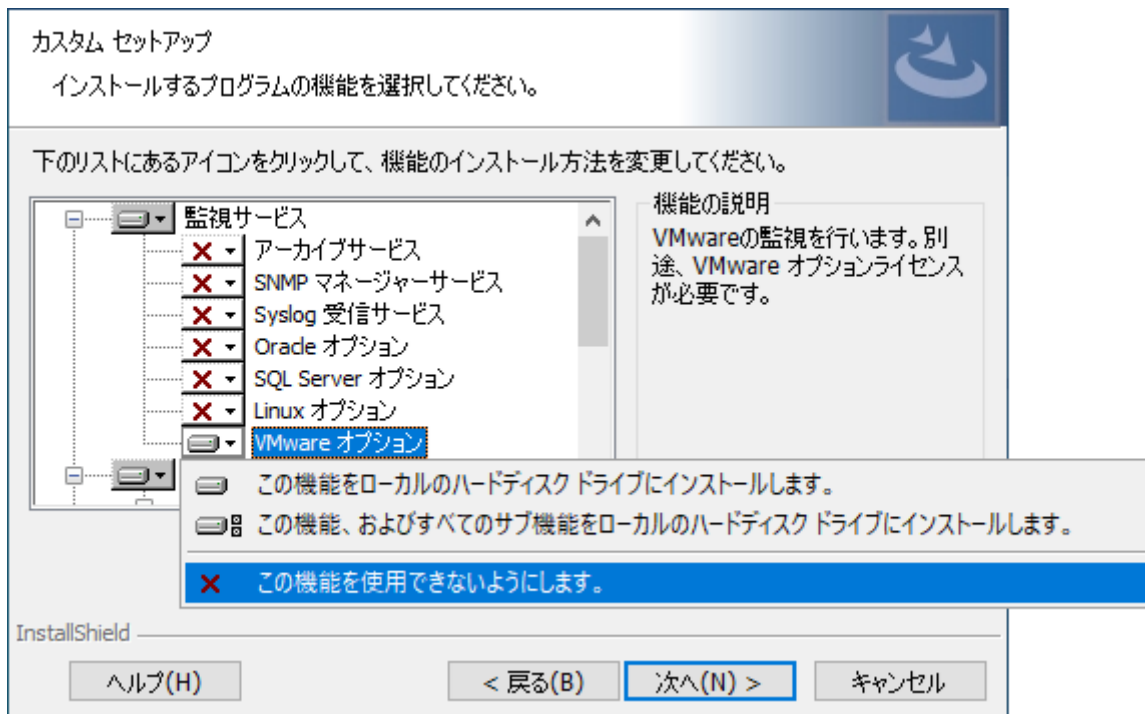 カスタム セットアップ
インストールするプログラムの機能を選択してください。
下のリストにあるアイコンをクリックして、機能のインストール方法を変更してください。
監視サービス
アーカイブサービス
SNMP マネージャーサービス
Syslog 受信サービス
Oracle オプション
SQL Server オプション
Linux オプション
VMware オプション
機能の説明
VMwareの監視を行います。別
途、VMware オプションライセンス
が必要です。
この機能をローカルのハードディスク ドライブにインストールします。
この機能、およびすべてのサブ機能をローカルのハードディスク ドライブにインストールします。
この機能を使用できないようにします。
InstallShield
ヘルプ(H)
< 戻る(B)
次へ(N) >
キャンセル